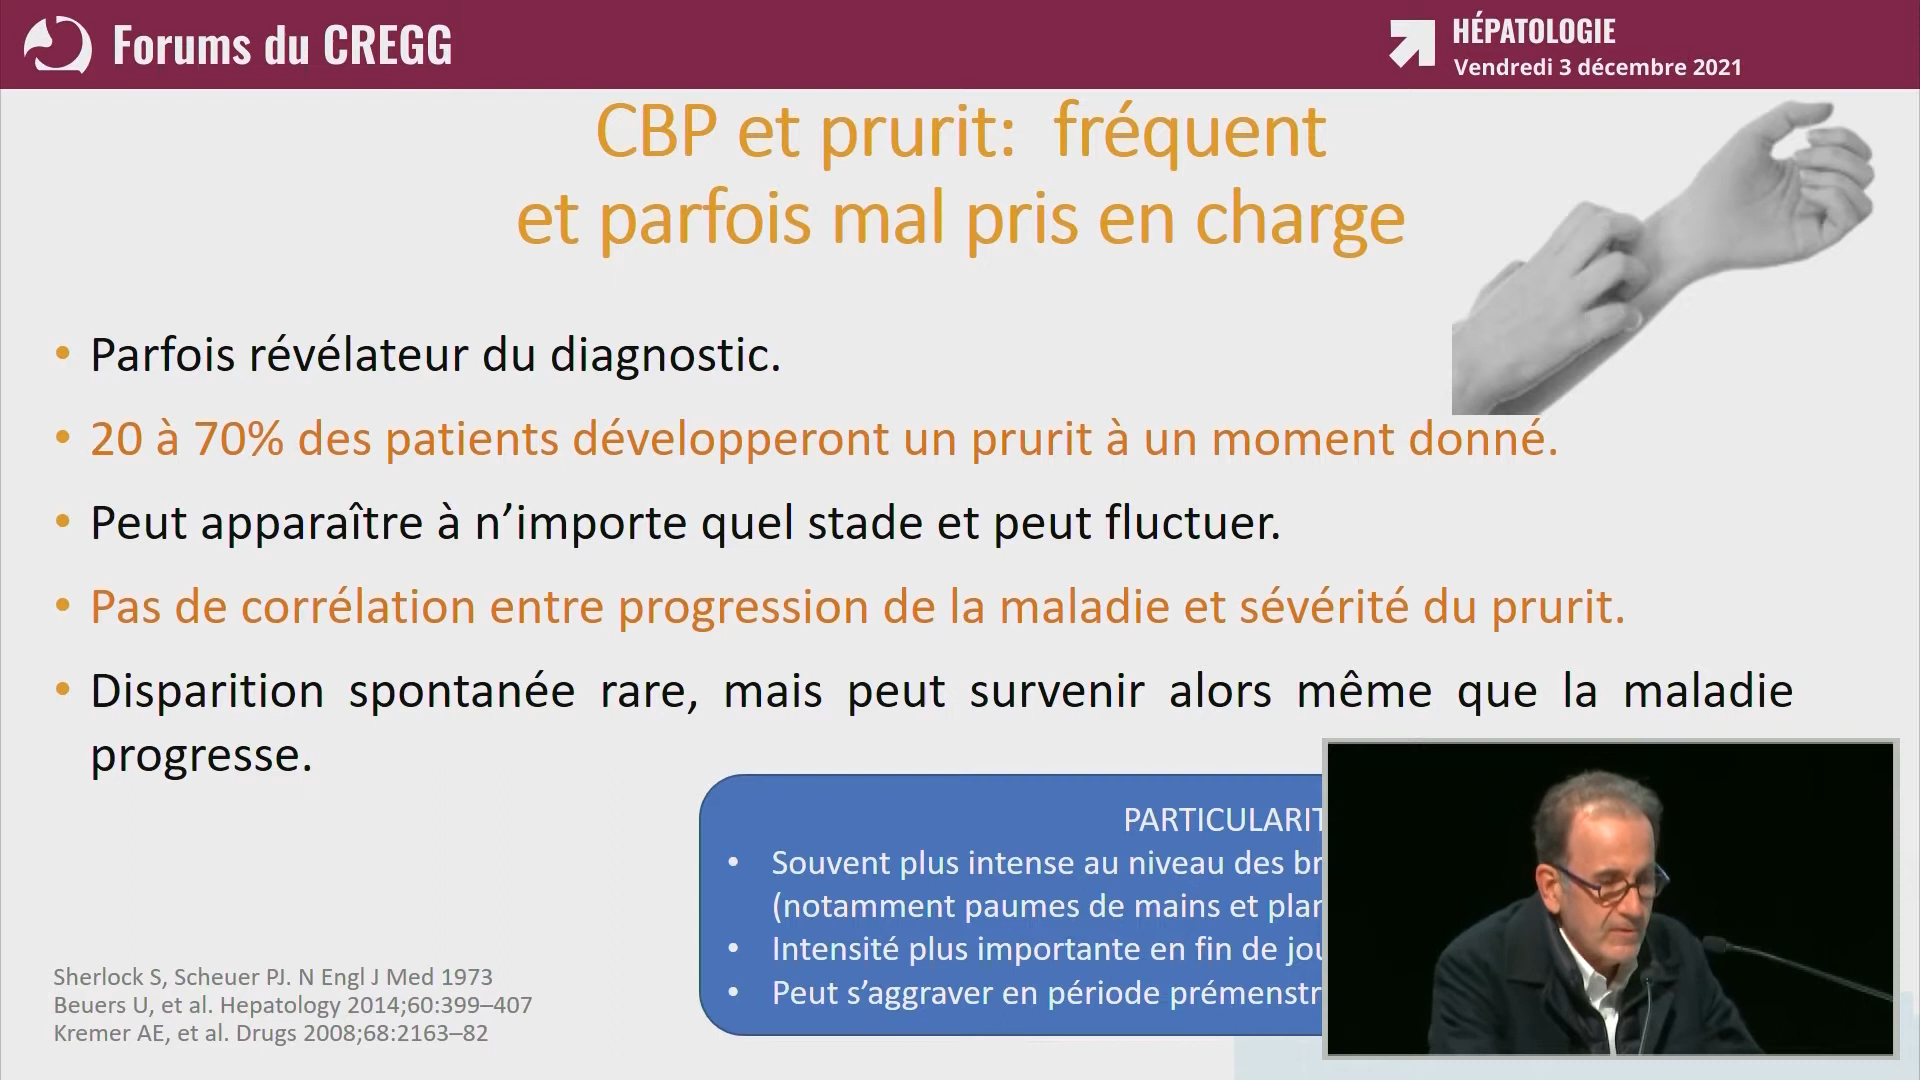 Forums du CREGG
HÉPATOLOGIE
Vendredi 3 décembre 2021
CBP et prurit: fréquent
et parfois mal pris en charge
• Parfois révélateur du diagnostic.
• 20 à 70% des patients développeront un prurit à un moment donné.
• Peut apparaître à n’importe quel stade et peut fluctuer.
• Pas de corrélation entre progression de la maladie et sévérité du prurit.
• Disparition spontanée rare, mais peut survenir alors même que la maladie
progresse.
• Souvent plus intense au niveau des
(notamment paumes de mains et
• Intensité plus importante en fin de
• Peut s’aggraver en période
Sherlock S, Scheuer PJ. N Engl J Med 1973
Beuers U, et al. Hepatology 2014;60:399–407
Kremer AE, et al. Drugs 2008;68:2163–82